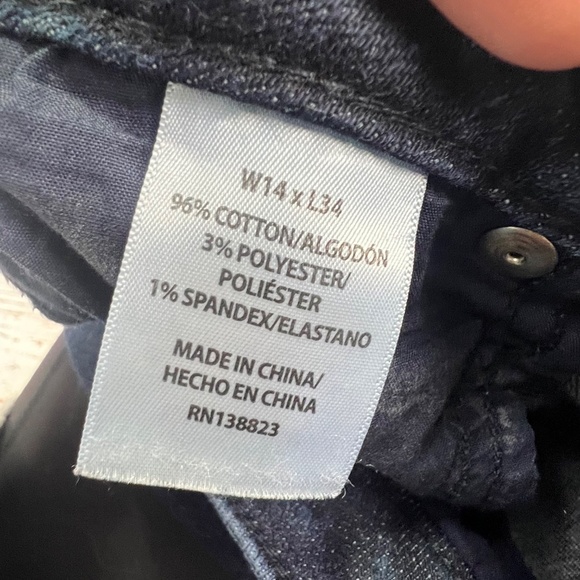 W14 x L34
96% COTTON/ALGODÓN
3% POLYESTER/
POLIÉSTER
1% SPANDEX/ELASTANO
MADE IN CHINA/
HECHO EN CHINA
RN138823